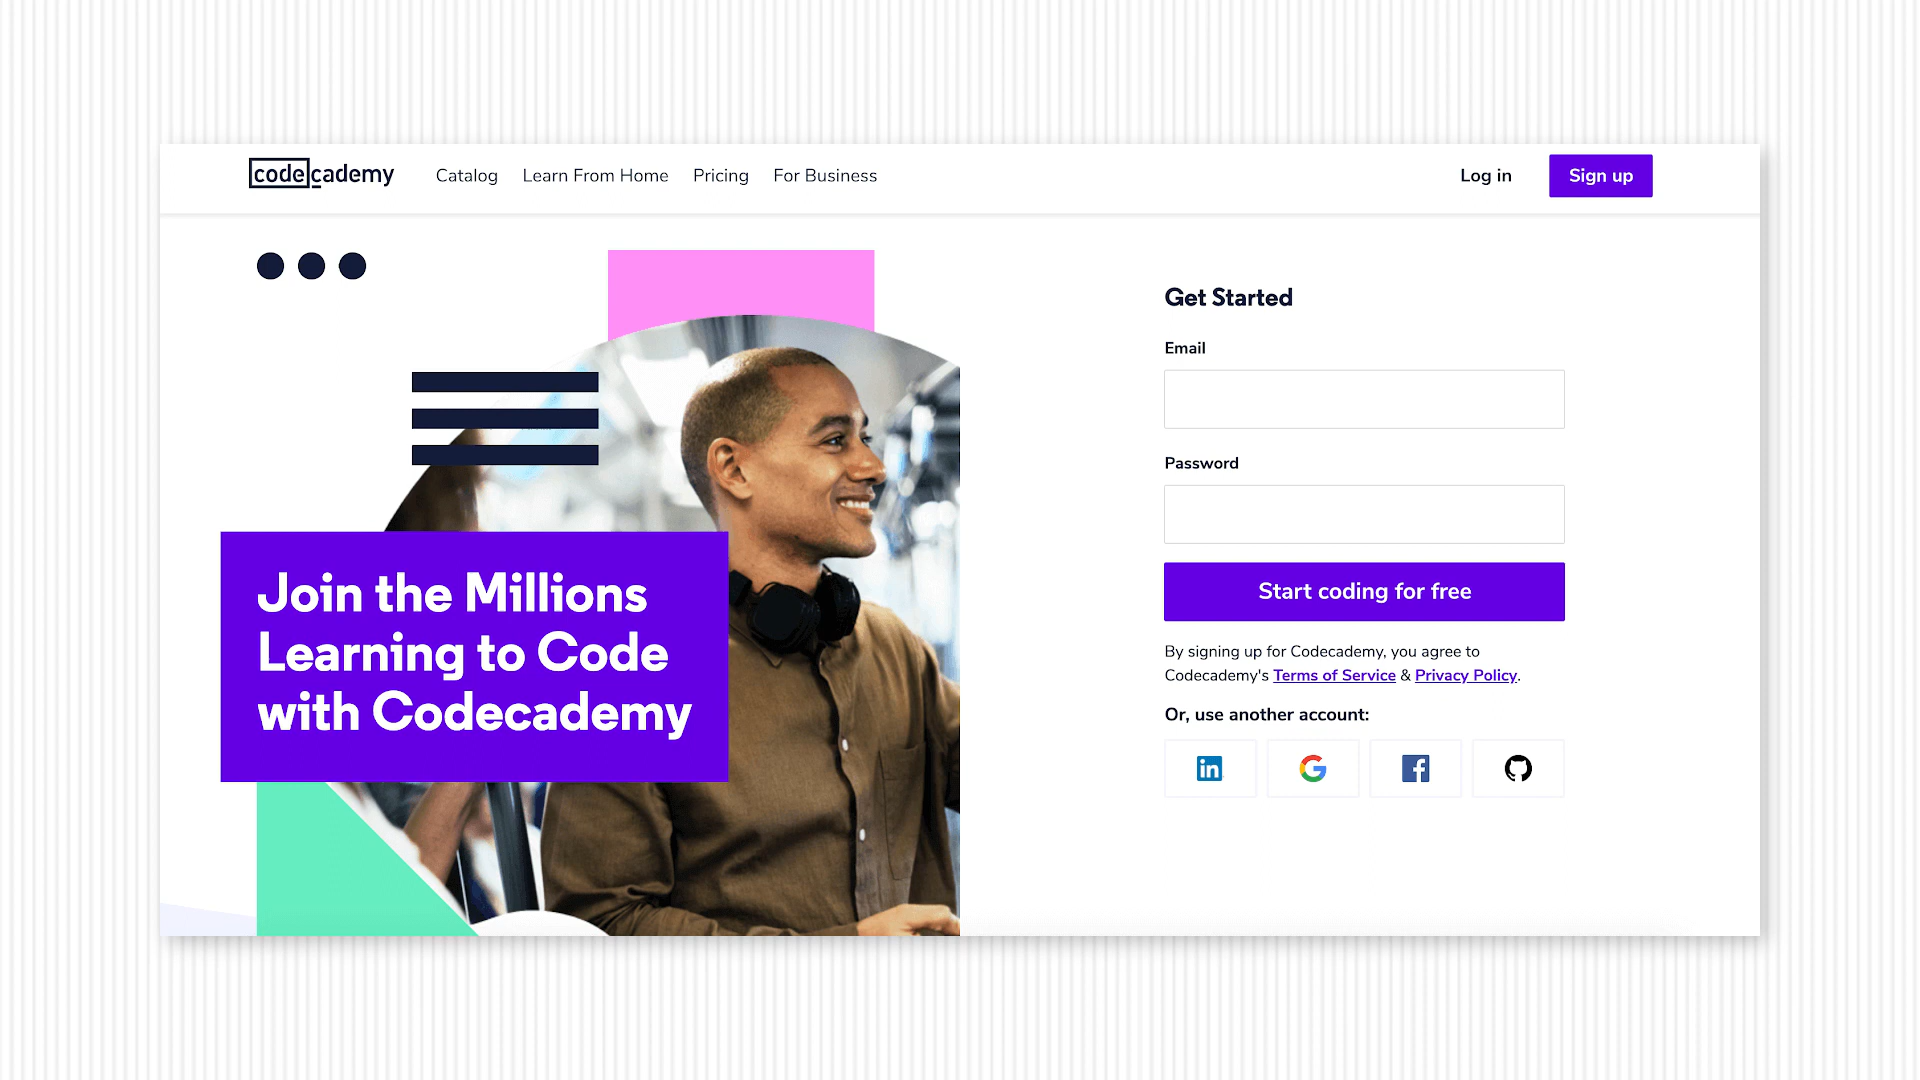 codecademy
Catalog
Learn From Home
Pricing
For Business
Log in
Sign up
Join the Millions
Learning to Code
with Codecademy
Get Started
Email
Password
Start coding for free
By signing up for Codecademy, you agree to
Codecademy's Terms of Service & Privacy Policy.
Or, use another account:
in
G
f